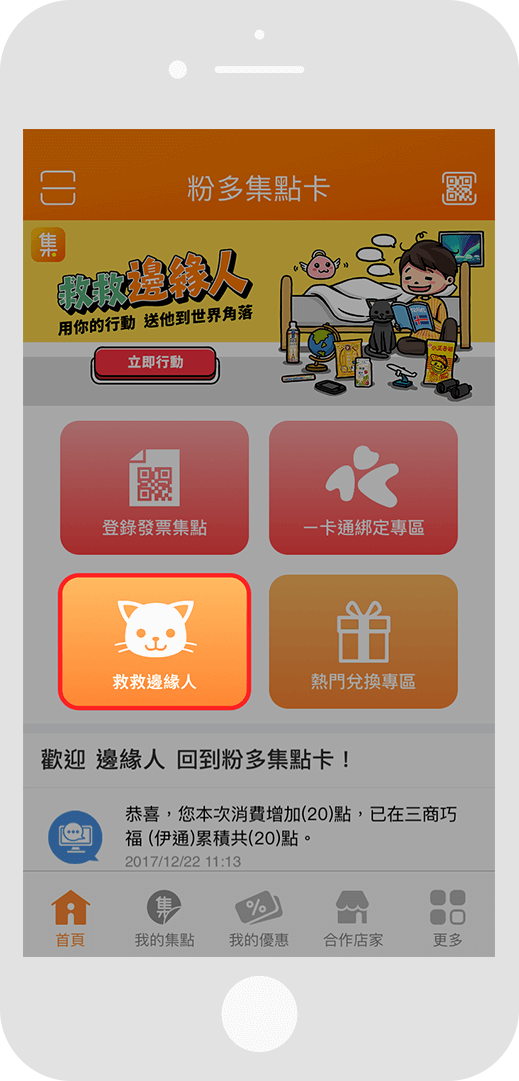 粉多集點卡
集
救救邊緣人
用你的行動 送他到世界角落
立即行動
登錄發票集點
一卡通綁定專區
救救邊緣人
熱門兌換專區
歡迎 邊緣人 回到粉多集點卡！
恭喜，您本次消費增加(20)點，已在三商巧
福 (伊通)累積共(20)點。
2017/12/22 11:13
集
首頁 我的集點 我的優惠 合作店家 更多